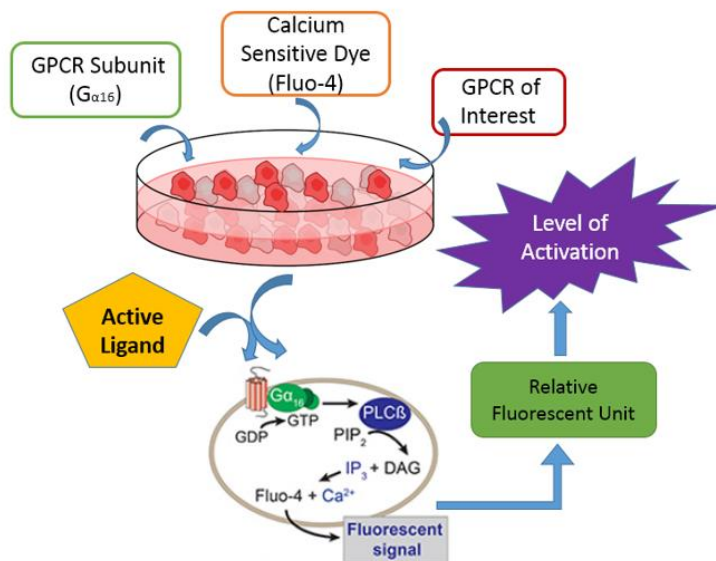 GPCR Subunit
(Gα16)
Calcium
Sensitive Dye
(Fluo-4)
GPCR of
Interest
Level of
Activation
Active
Ligand
Gα16
PLCß
GDP
GTP
PIP2
IP3 + DAG
Fluo-4 + Ca2+
Fluorescent
signal
Relative
Fluorescent Unit